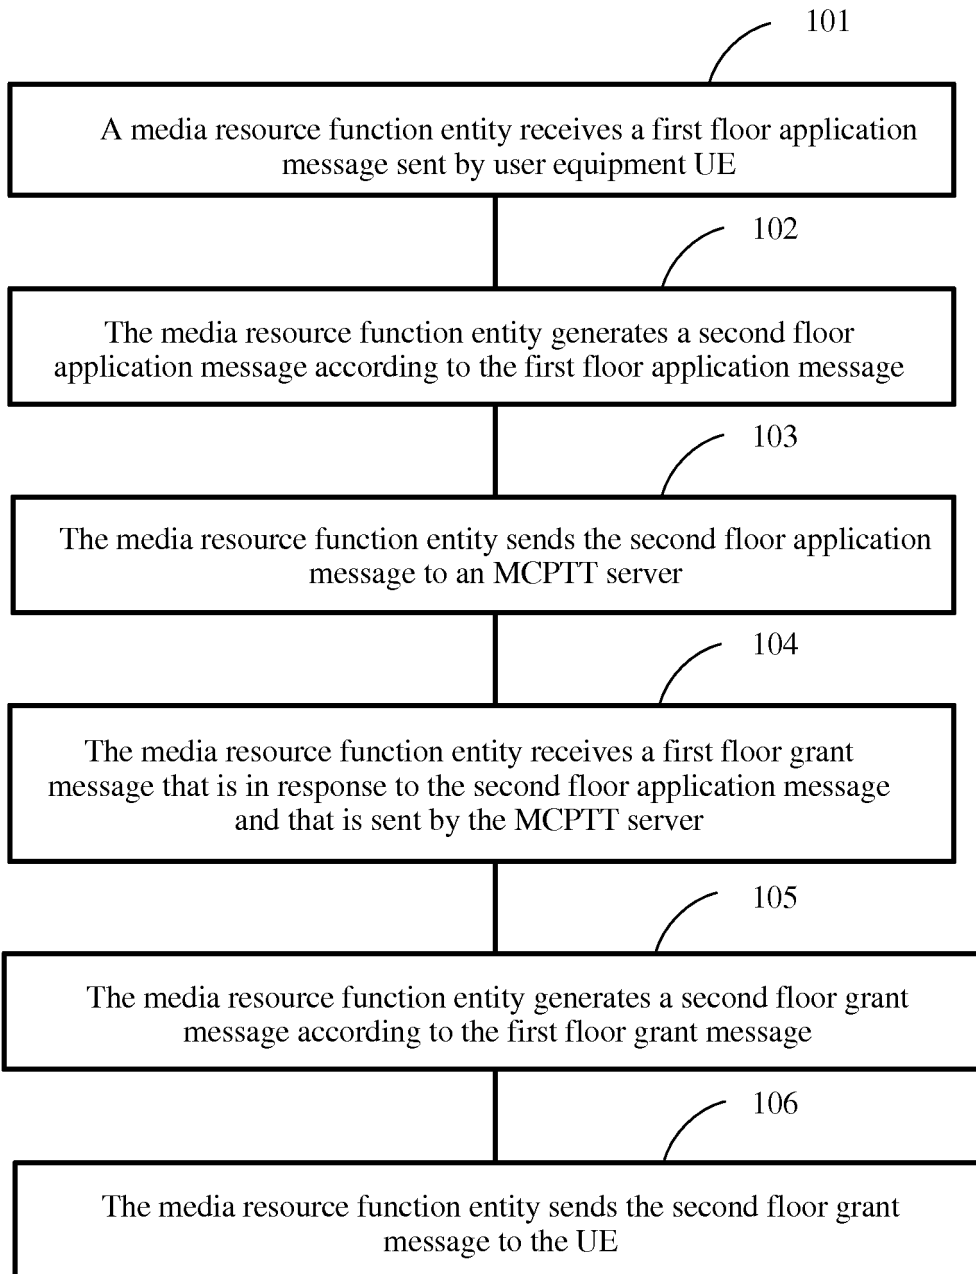 101
A media resource function entity receives a first floor application
message sent by user equipment UE
102
The media resource function entity generates a second floor
application message according to the first floor application message
103
The media resource function entity sends the second floor application
message to an MCPTT server
104
The media resource function entity receives a first floor grant
message that is in response to the second floor application message
and that is sent by the MCPTT server
105
The media resource function entity generates a second floor grant
message according to the first floor grant message
106
The media resource function entity sends the second floor grant
message to the UE